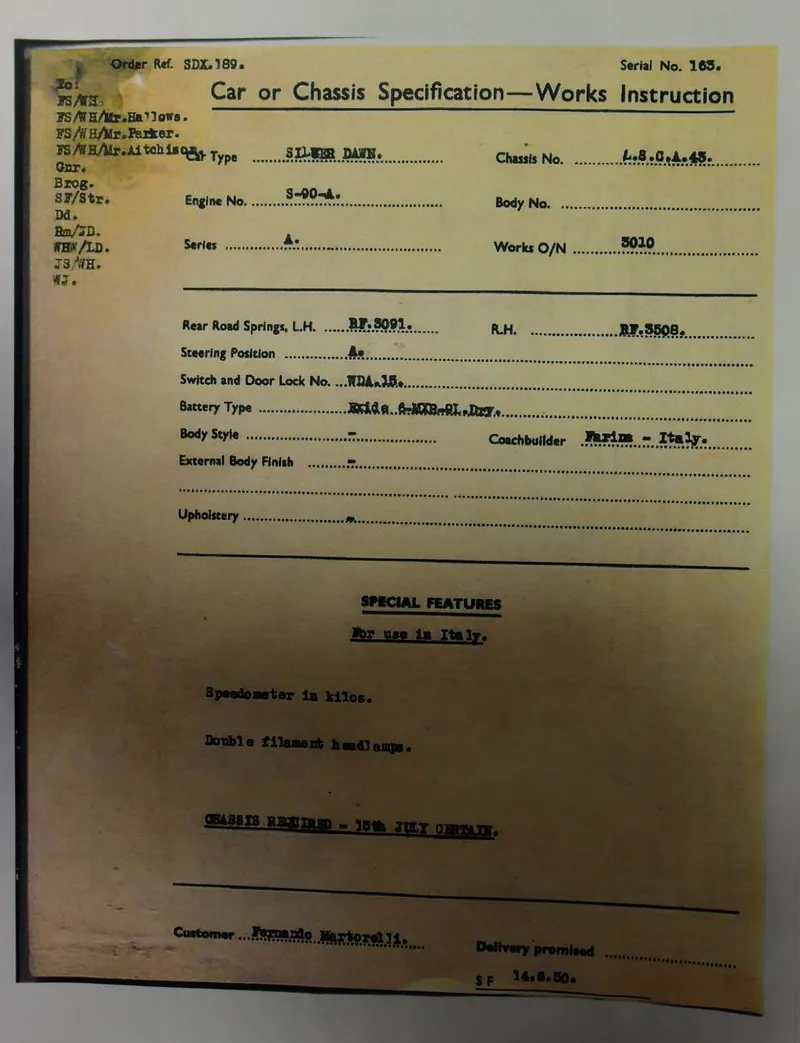 Order Ref. SDX.189. Serial No. 163.
Car or Chassis Specification—Works Instruction
To:
FS/WH.
FS/WH/Mr.Hallows.
FS/WH/Mr.Parker.
FS/WH/Mr.Aitchison.
Gnr.
Brog.
SF/Str.
Dd.
Rm/JD.
WHW/LD.
JS/WH.
WJ.
Type SILVER DAWN. Chassis No. L.S.C.A.43.
Engine No. S-90-A. Body No.
Series A. Works O/N 3010
Rear Road Springs, L.H. RF.3091. R.H. RF.3508.
Steering Position A.
Switch and Door Lock No. WDA.15.
Battery Type Exide 6-MXB-9L.Dry.
Body Style - Coachbuilder Farina - Italy.
External Body Finish -
Upholstery -
SPECIAL FEATURES
For use in Italy.
Speedometer in kilos.
Double filament headlamps.
CHASSIS REQUIRED - 15th JULY CERTAIN.
Customer Fernando Martorelli. Delivery promised
SF 14.6.50.